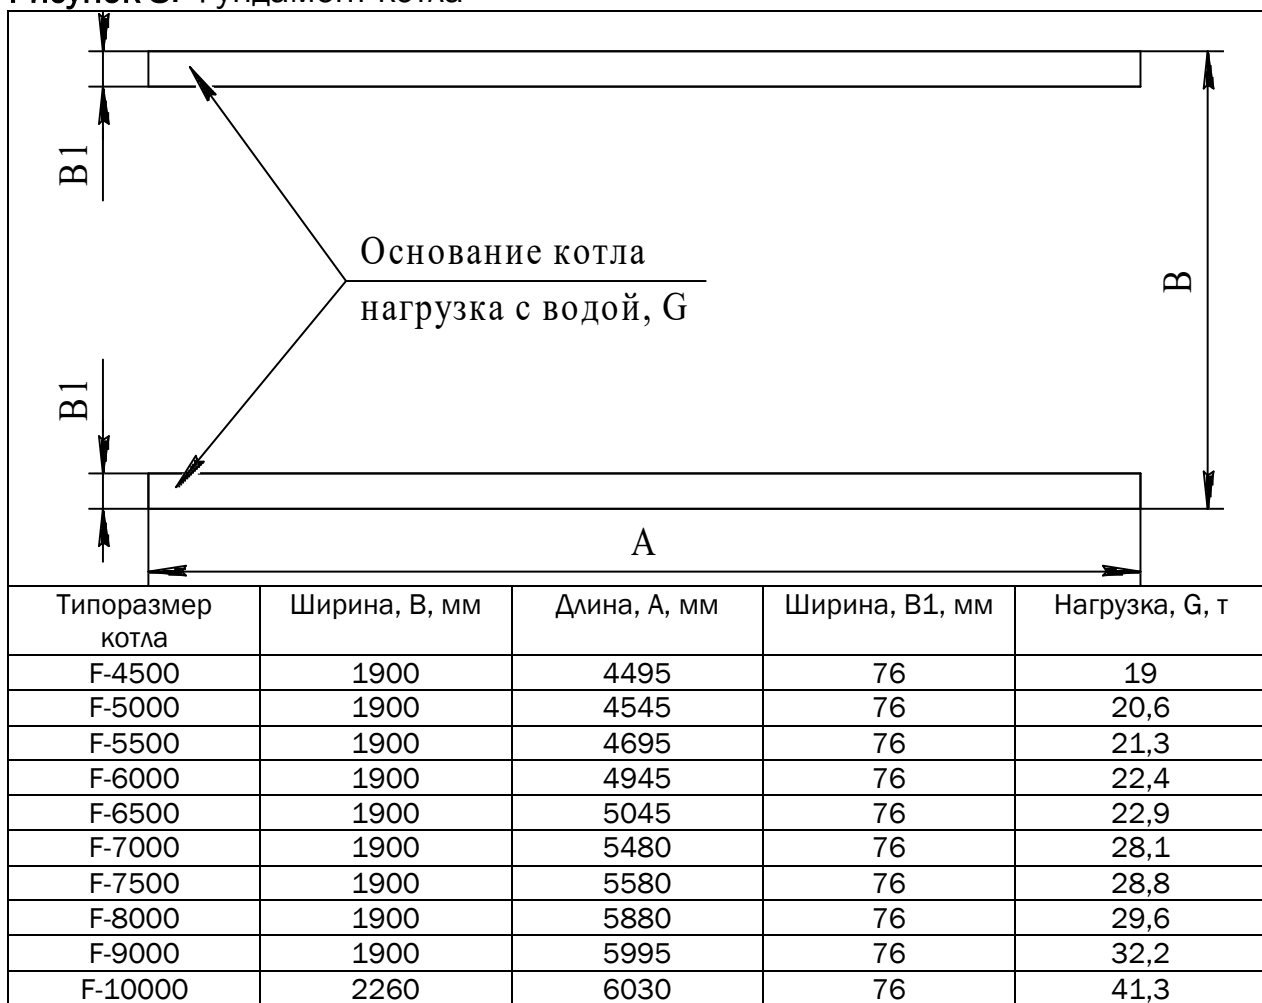 Фундамент котла
B1
Основание котла
нагрузка с водой, G
B
B1
A
Типоразмер котла Ширина, В, мм Длина, А, мм Ширина, В1, мм Нагрузка, G, т
F-4500 1900 4495 76 19
F-5000 1900 4545 76 20,6
F-5500 1900 4695 76 21,3
F-6000 1900 4945 76 22,4
F-6500 1900 5045 76 22,9
F-7000 1900 5480 76 28,1
F-7500 1900 5580 76 28,8
F-8000 1900 5880 76 29,6
F-9000 1900 5995 76 32,2
F-10000 2260 6030 76 41,3